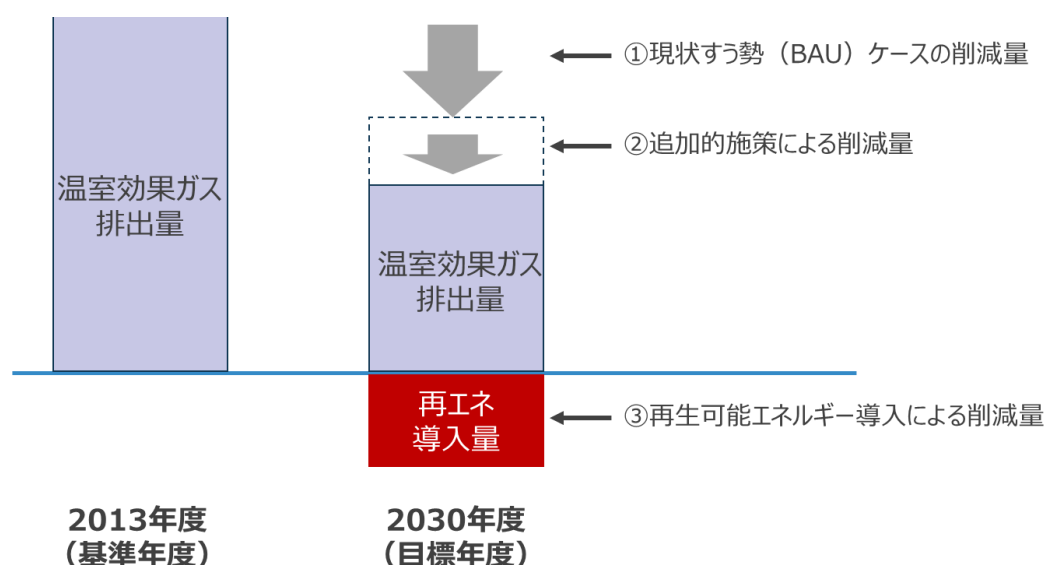 ①現状すう勢（BAU）ケースの削減量
②追加的施策による削減量
温室効果ガス
排出量
温室効果ガス
排出量
再エネ
導入量
③再生可能エネルギー導入による削減量
2013年度
（基準年度）
2030年度
（目標年度）